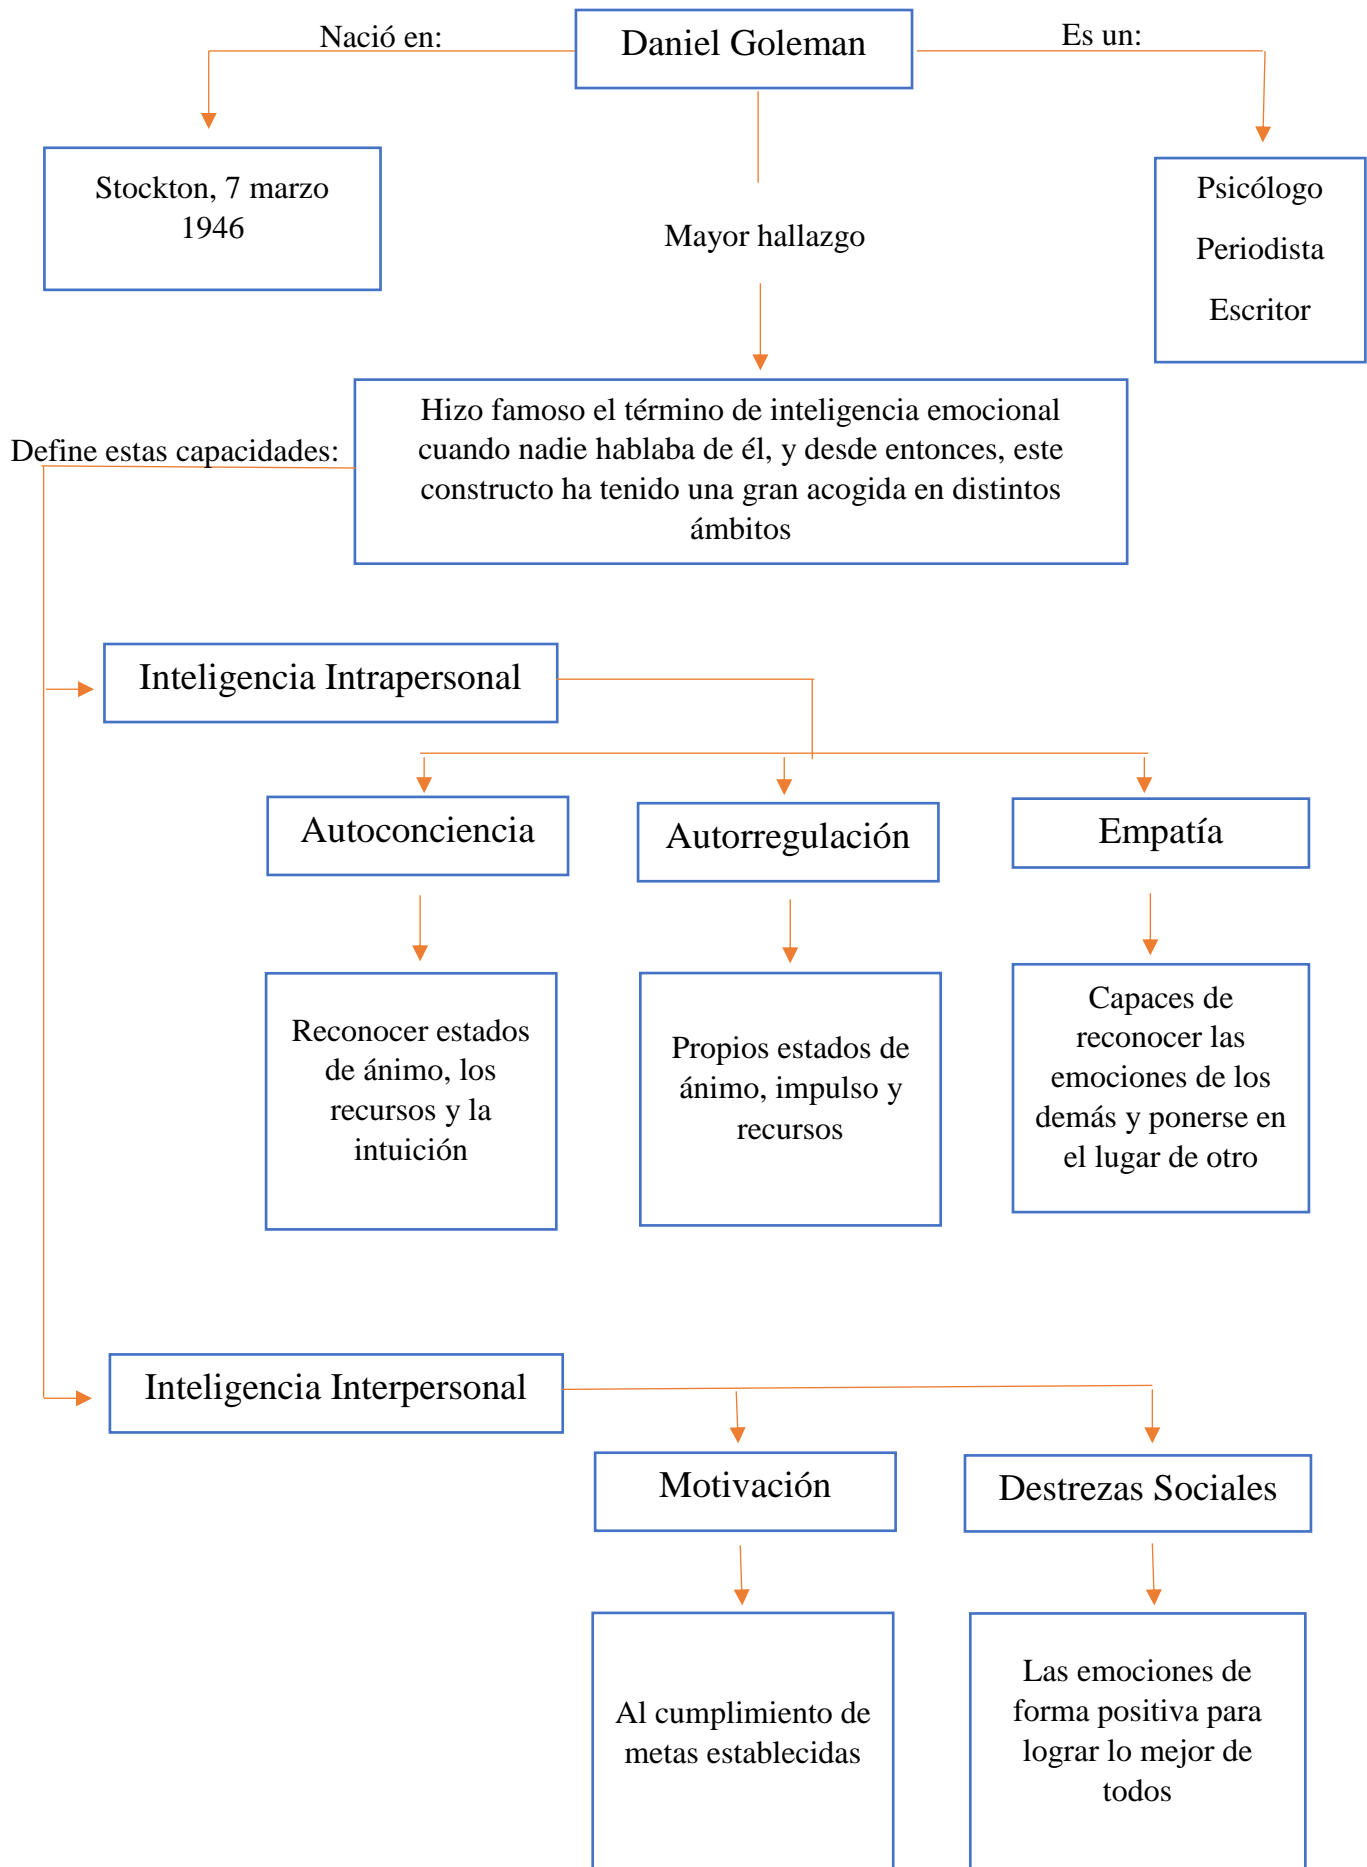 Nació en:
Daniel Goleman
Es un:
Stockton, 7 marzo
1946
Psicólogo
Periodista
Escritor
Mayor hallazgo
Hizo famoso el término de inteligencia emocional
cuando nadie hablaba de él, y desde entonces, este
constructo ha tenido una gran acogida en distintos
ámbitos
Define estas capacidades:
Inteligencia Intrapersonal
Autoconciencia
Autorregulación
Empatía
Reconocer estados
de ánimo, los
recursos y la
intuición
Propios estados de
ánimo, impulso y
recursos
Capaces de
reconocer las
emociones de los
demás y ponerse en
el lugar de otro
Inteligencia Interpersonal
Motivación
Destrezas Sociales
Al cumplimiento de
metas establecidas
Las emociones de
forma positiva para
lograr lo mejor de
todos